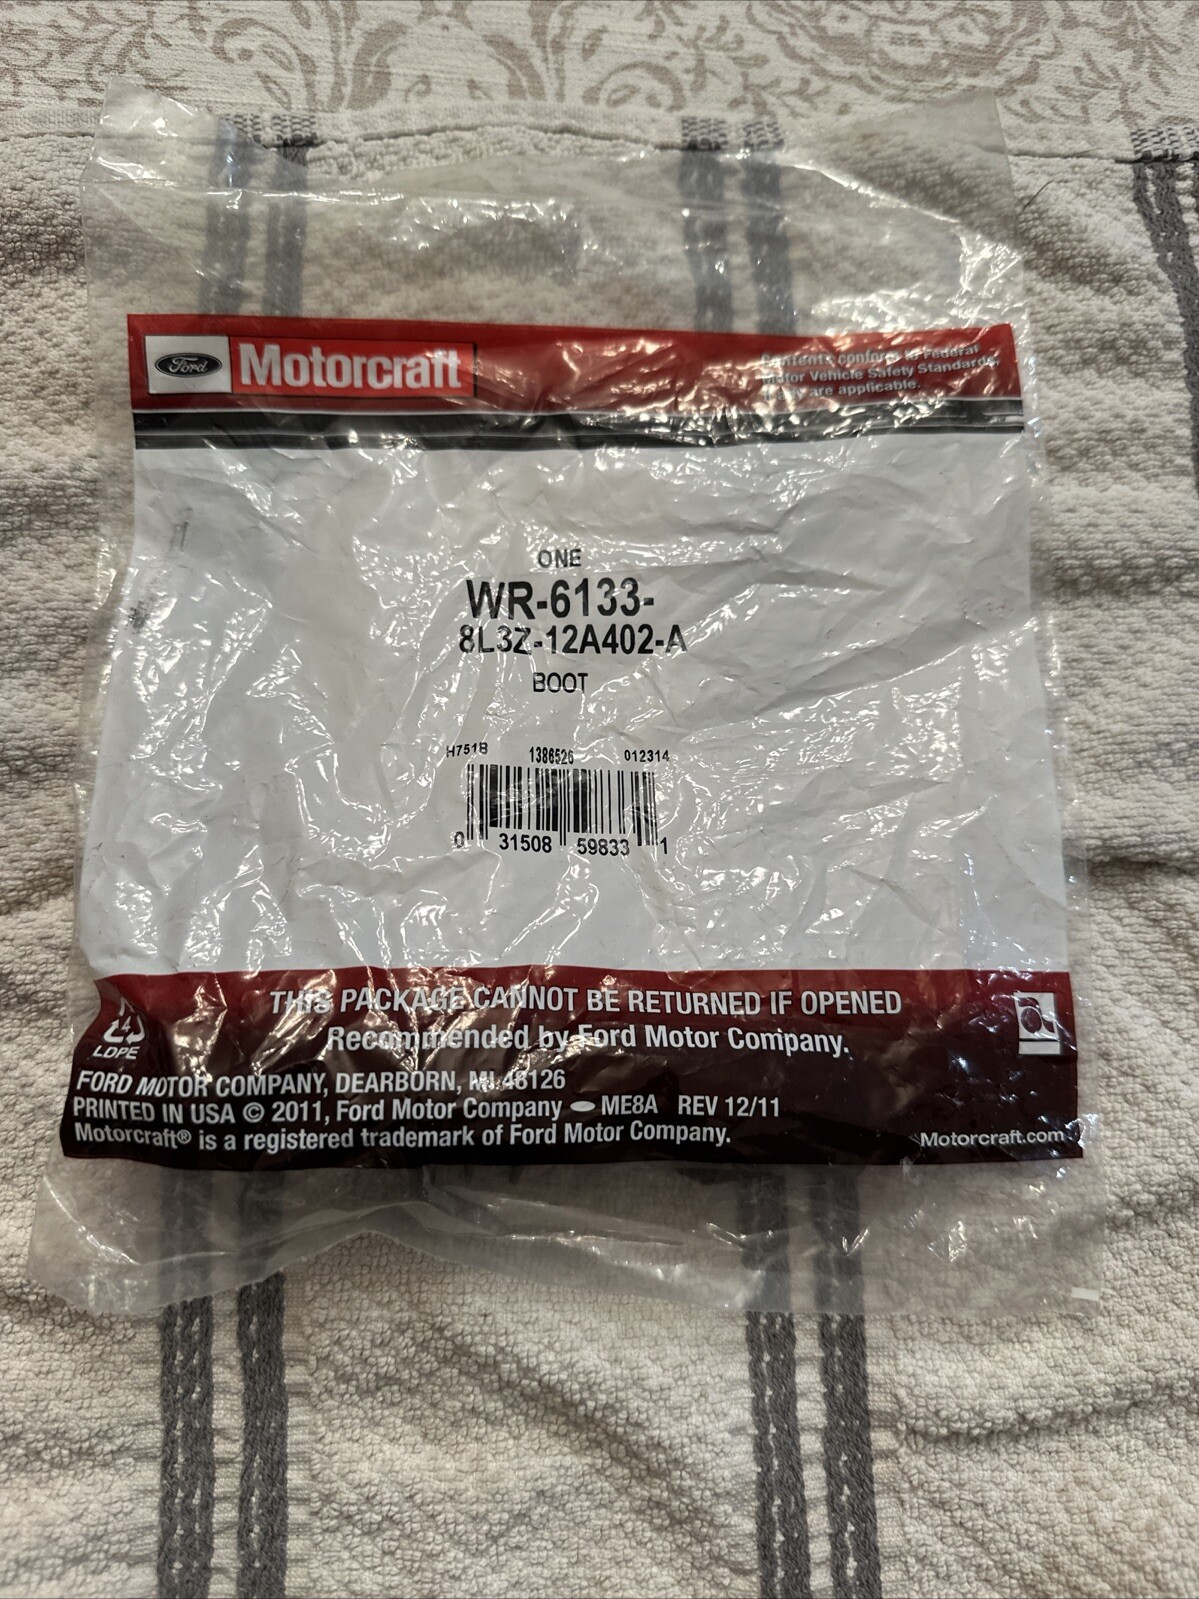 Ford Motorcraft
Contents conform to Federal
Motor Vehicle Safety Standards,
if any are applicable.
ONE
WR-6133-
8L3Z-12A402-A
BOOT
H751B 1386526 012314
0 31508 59833 1
THIS PACKAGE CANNOT BE RETURNED IF OPENED
Recommended by Ford Motor Company.
4
LDPE
FORD MOTOR COMPANY, DEARBORN, MI 48126
PRINTED IN USA © 2011, Ford Motor Company ME8A REV 12/11
Motorcraft® is a registered trademark of Ford Motor Company.
Motorcraft.com